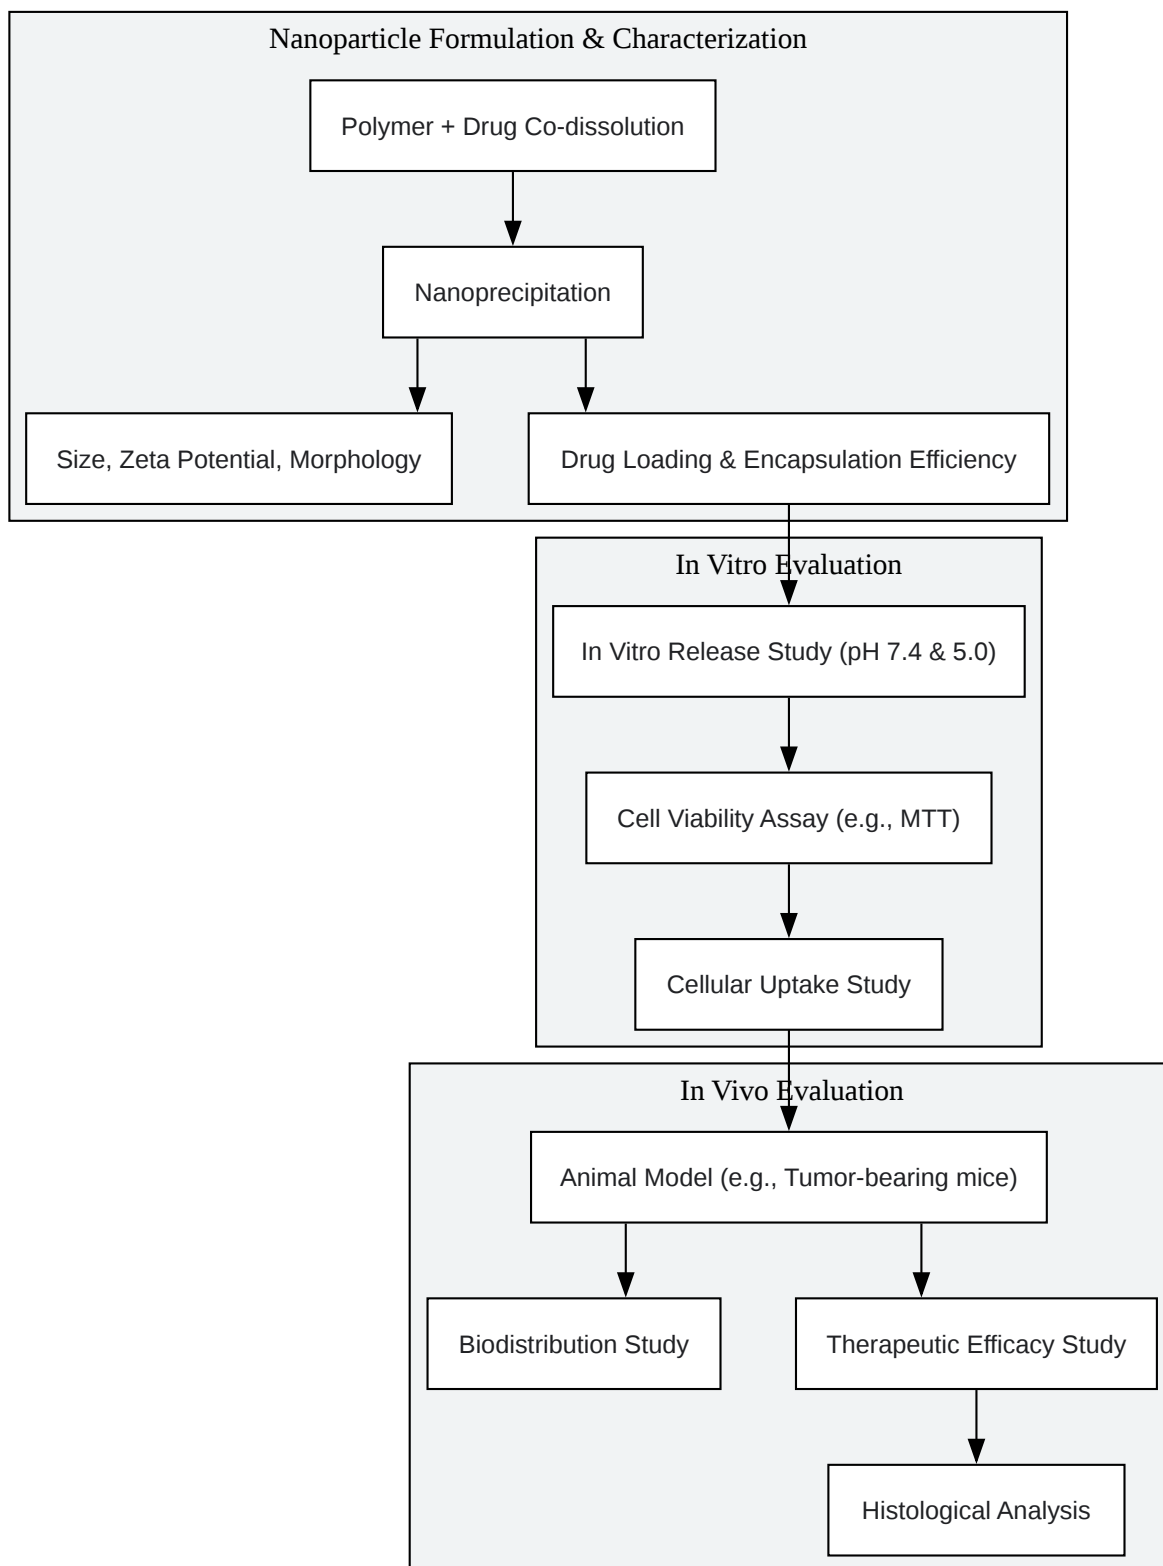 Nanoparticle Formulation & Characterization
Polymer + Drug Co-dissolution
Nanoprecipitation
Size, Zeta Potential, Morphology
Drug Loading & Encapsulation Efficiency
In Vitro Evaluation
In Vitro Release Study (pH 7.4 & 5.0)
Cell Viability Assay (e.g., MTT)
Cellular Uptake Study
In Vivo Evaluation
Animal Model (e.g., Tumor-bearing mice)
Biodistribution Study
Therapeutic Efficacy Study
Histological Analysis